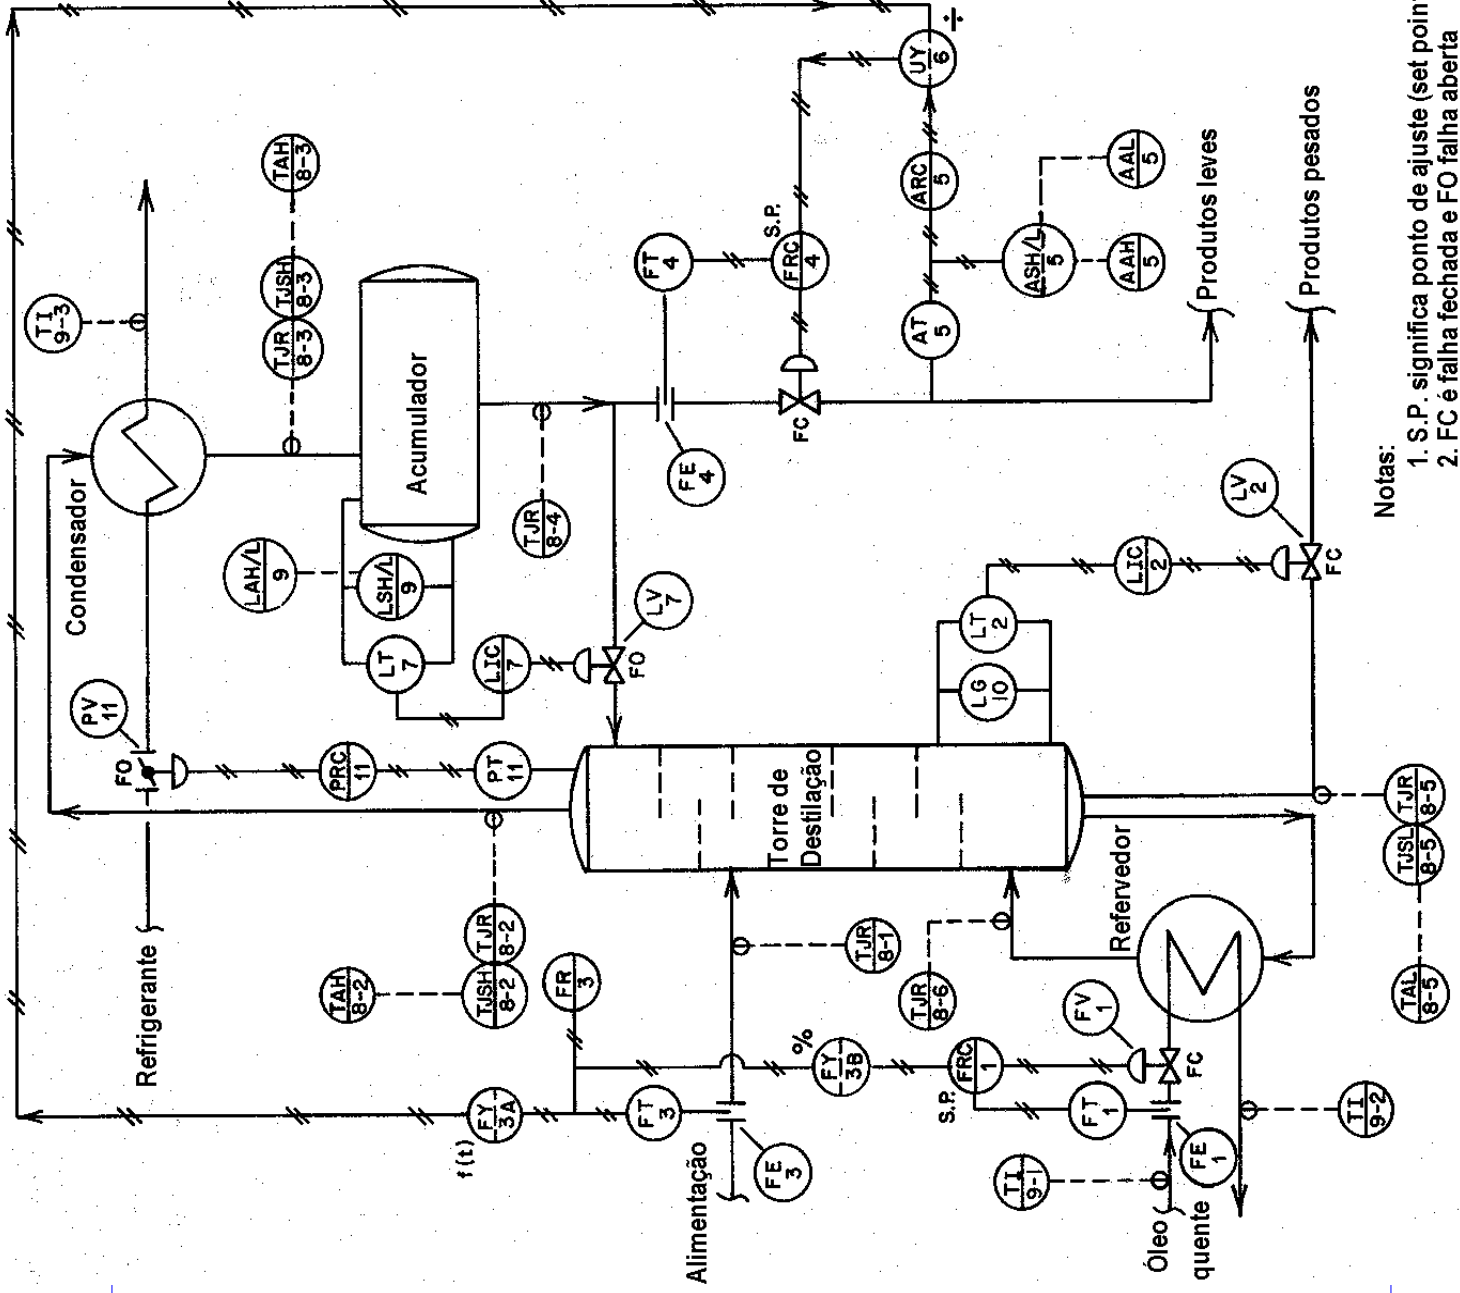 UY
6
÷
TAH
8-3
TI
9-3
TJSH
8-3
TJR
8-3
FT
4
S.P.
FRC
4
ARC
5
AAL
5
ASH/L
5
AAH
5
AT
5
Produtos leves
Produtos pesados
Acumulador
Condensador
FC
FE
4
TJR
8-4
LAH/L
9
LSH/L
9
LT
7
LIC
7
LV
7
FO
PV
11
FO
PRC
11
PT
11
LT
2
LG
10
LIC
2
LV
2
FC
Notas:
1. S.P. significa ponto de ajuste (set poin
2. FC é falha fechada e FO falha aberta
Torre de
Destilação
Refervedor
TJR
8-5
TJSL
8-5
TAL
8-5
Refrigerante
TAH
8-2
TJR
8-2
TJSH
8-2
FR
3
TJR
8-1
TJR
8-6
%
FY
3B
FRC
1
S.P.
FV
1
FC
FT
1
FE
1
TI
9-2
TI
9-1
f(t)
FY
3A
FT
3
FE
3
Alimentação
Óleo
quente